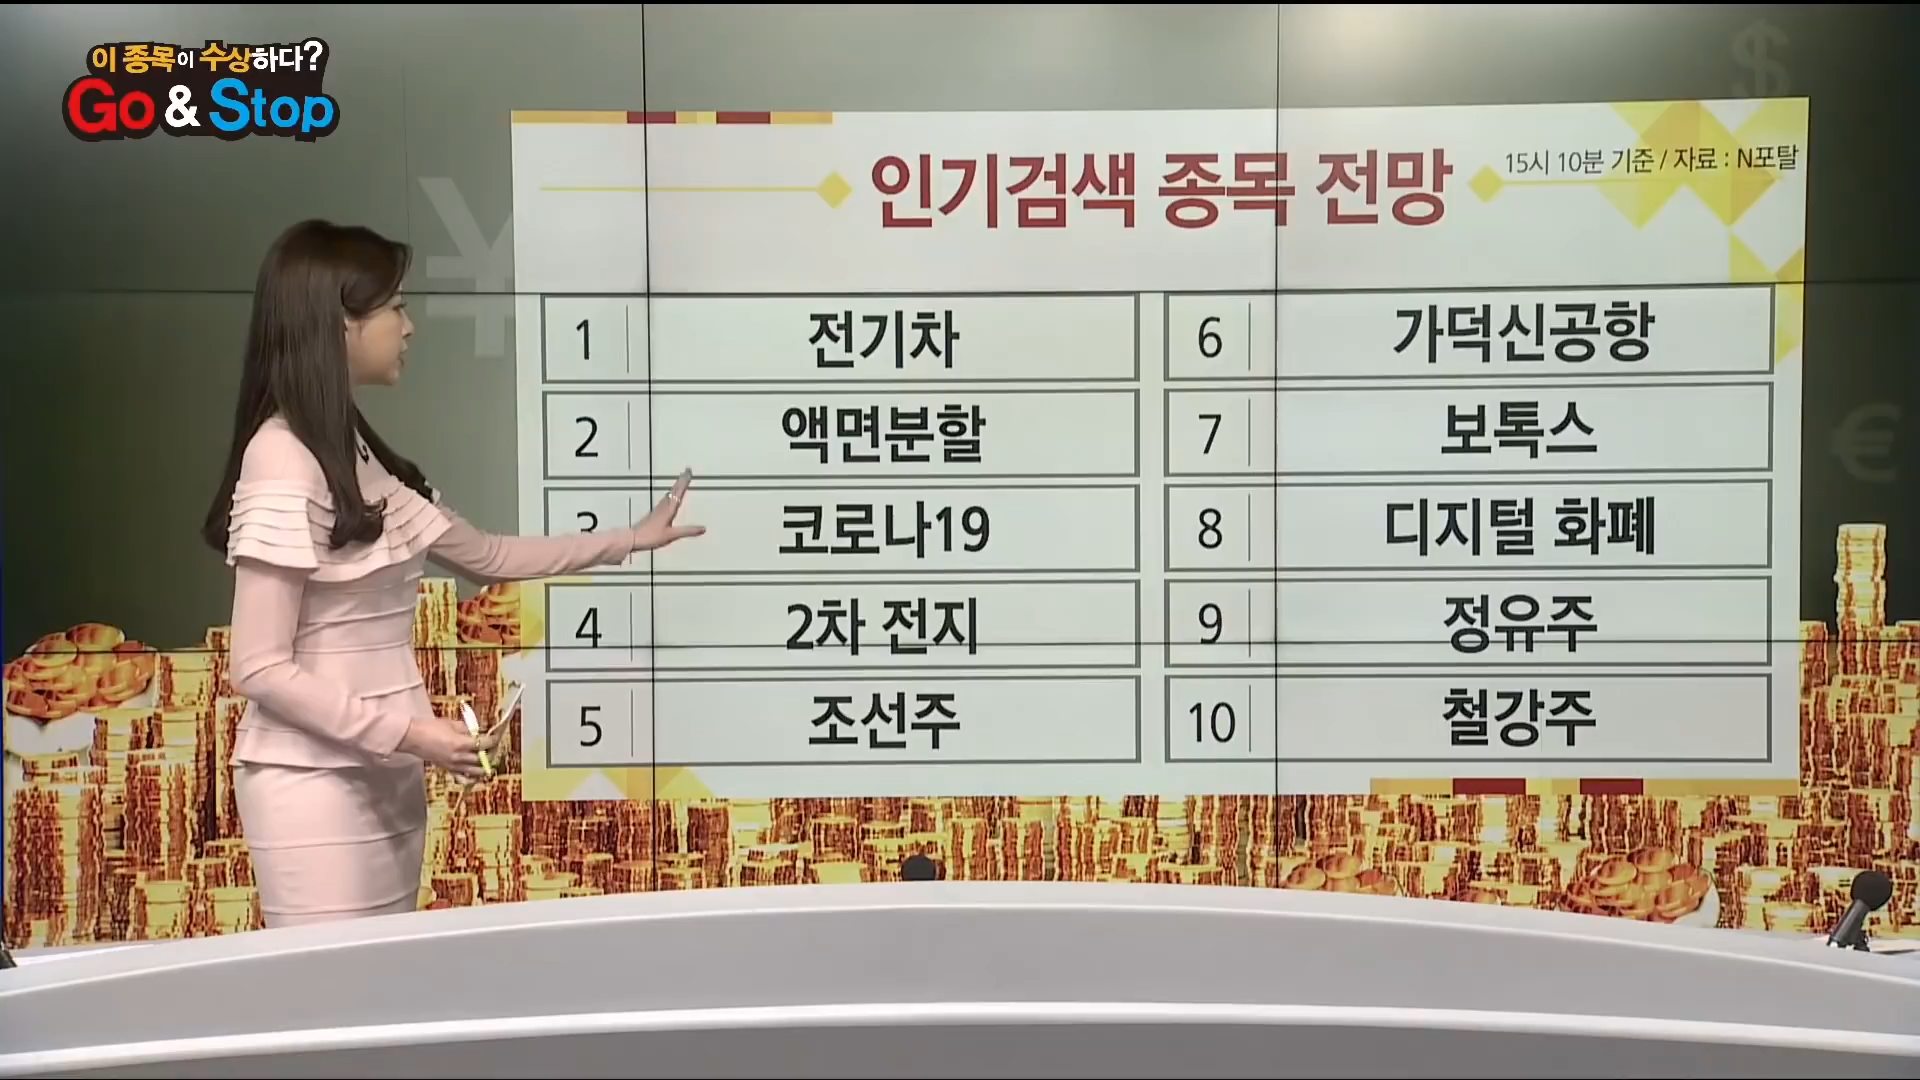 이 종목이 수상하다?
Go & Stop
인기검색 종목 전망
15시 10분 기준 / 자료 : N포탈
1 전기차
2 액면분할
3 코로나19
4 2차 전지
5 조선주
6 가덕신공항
7 보톡스
8 디지털 화폐
9 정유주
10 철강주
¥
$
€